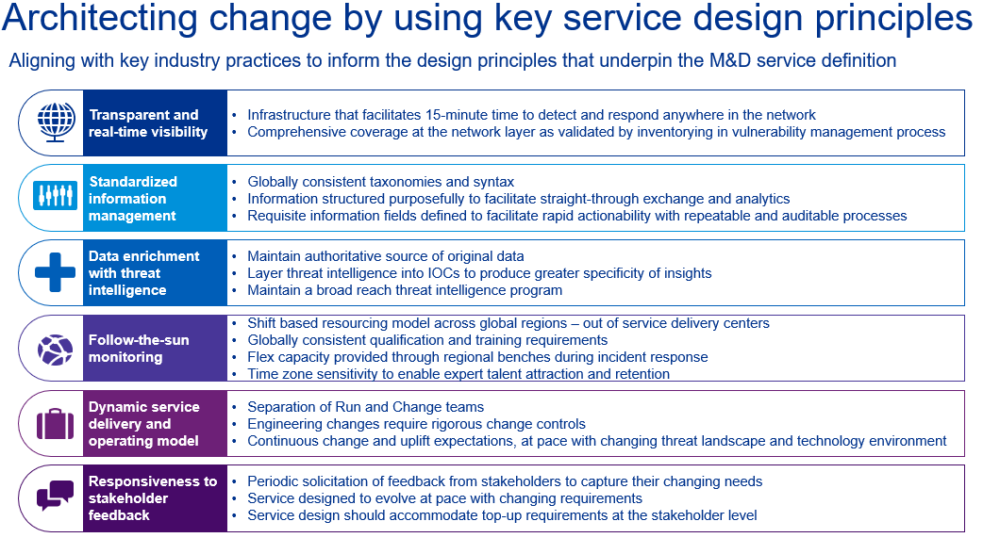 Architecting change by using key service design principles
Aligning with key industry practices to inform the design principles that underpin the M&D service definition
Transparent and
real-time visibility
• Infrastructure that facilitates 15-minute time to detect and respond anywhere in the network
• Comprehensive coverage at the network layer as validated by inventorying in vulnerability management process
Standardized
information
management
• Globally consistent taxonomies and syntax
• Information structured purposefully to facilitate straight-through exchange and analytics
• Requisite information fields defined to facilitate rapid actionability with repeatable and auditable processes
Data enrichment
with threat
intelligence
• Maintain authoritative source of original data
• Layer threat intelligence into IOCs to produce greater specificity of insights
• Maintain a broad reach threat intelligence program
Follow-the-sun
monitoring
• Shift based resourcing model across global regions – out of service delivery centers
• Globally consistent qualification and training requirements
• Flex capacity provided through regional benches during incident response
• Time zone sensitivity to enable expert talent attraction and retention
Dynamic service
delivery and
operating model
• Separation of Run and Change teams
• Engineering changes require rigorous change controls
• Continuous change and uplift expectations, at pace with changing threat landscape and technology environment
Responsiveness to
stakeholder
feedback
• Periodic solicitation of feedback from stakeholders to capture their changing needs
• Service designed to evolve at pace with changing requirements
• Service design should accommodate top-up requirements at the stakeholder level